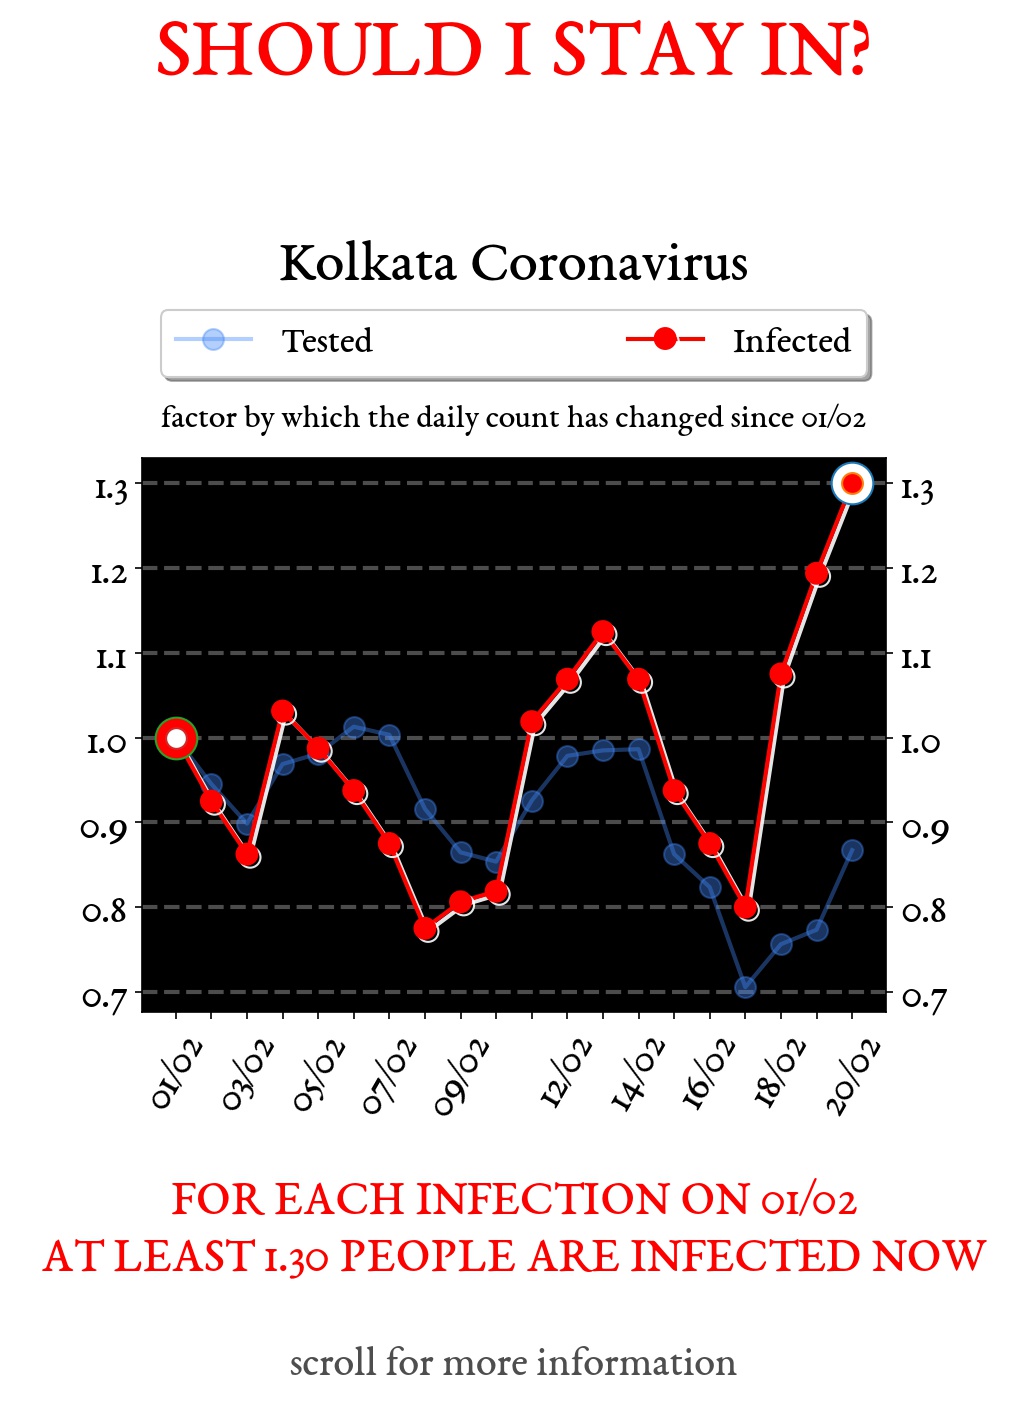 SHOULD I STAY IN?
Kolkata Coronavirus
Tested Infected
factor by which the daily count has changed since 01/02
1.3 1.3
1.2 1.2
1.1 1.1
1.0 1.0
0.9 0.9
0.8 0.8
0.7 0.7
01/02 03/02 05/02 07/02 09/02 12/02 14/02 16/02 18/02 20/02
FOR EACH INFECTION ON 01/02
AT LEAST 1.30 PEOPLE ARE INFECTED NOW
scroll for more information